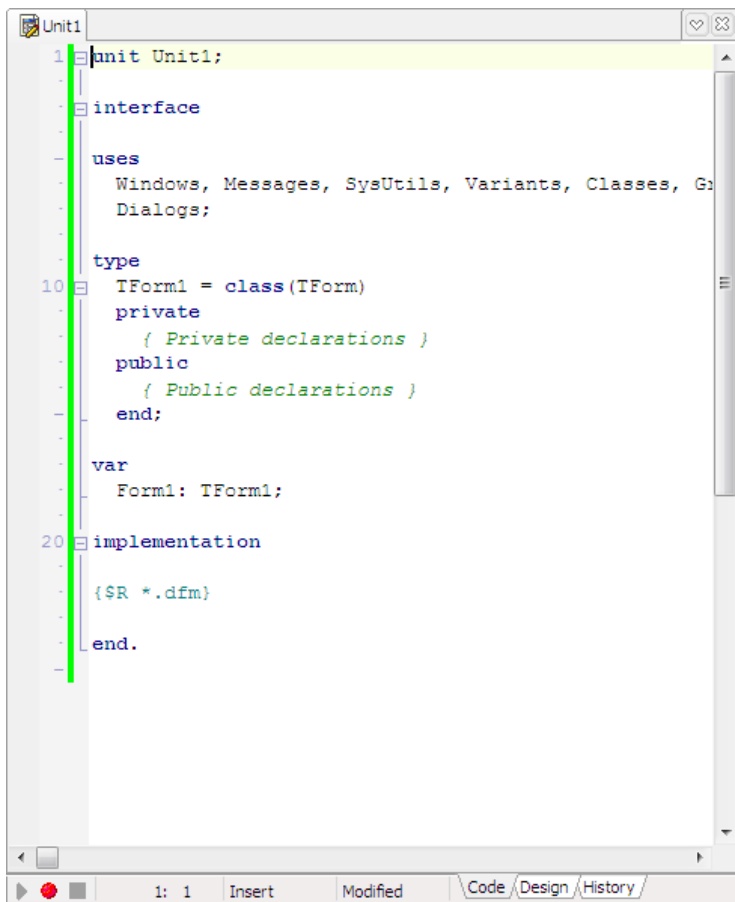 Unit1
1 unit Unit1;
interface
uses
Windows, Messages, SysUtils, Variants, Classes,
Dialogs;
type
10 TForm1 = class(TForm)
private
{ Private declarations }
public
{ Public declarations }
end;
var
Form1: TForm1;
20 implementation
{$R *.dfm}
end.
1: 1 Insert Modified Code Design History